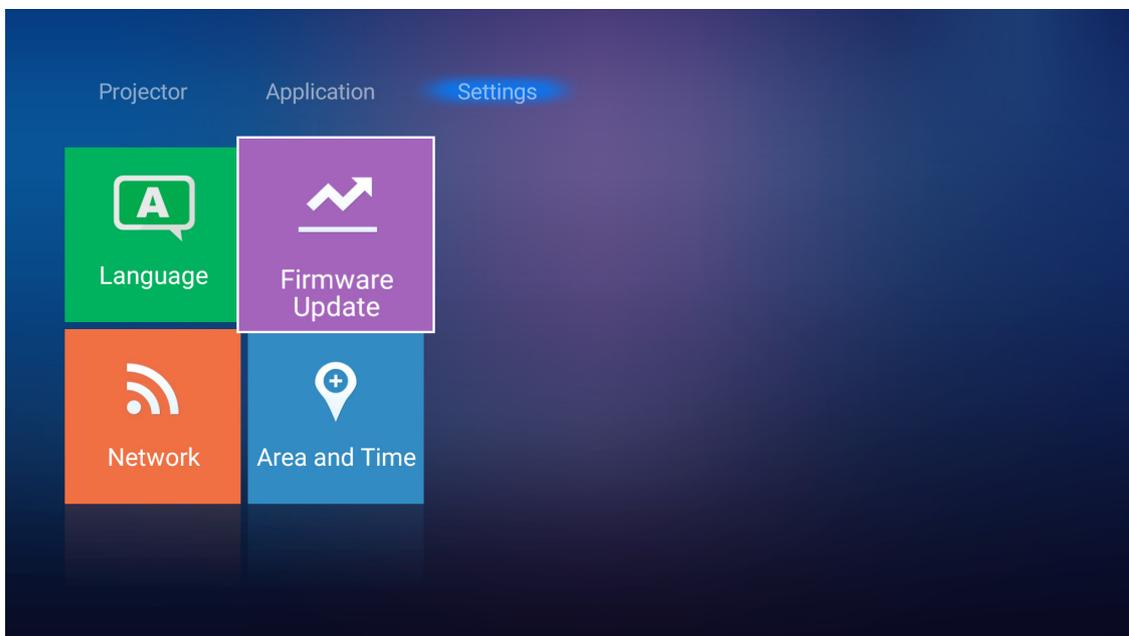 Projector Application Settings
A
Language
Firmware
Update
Network
Area and Time